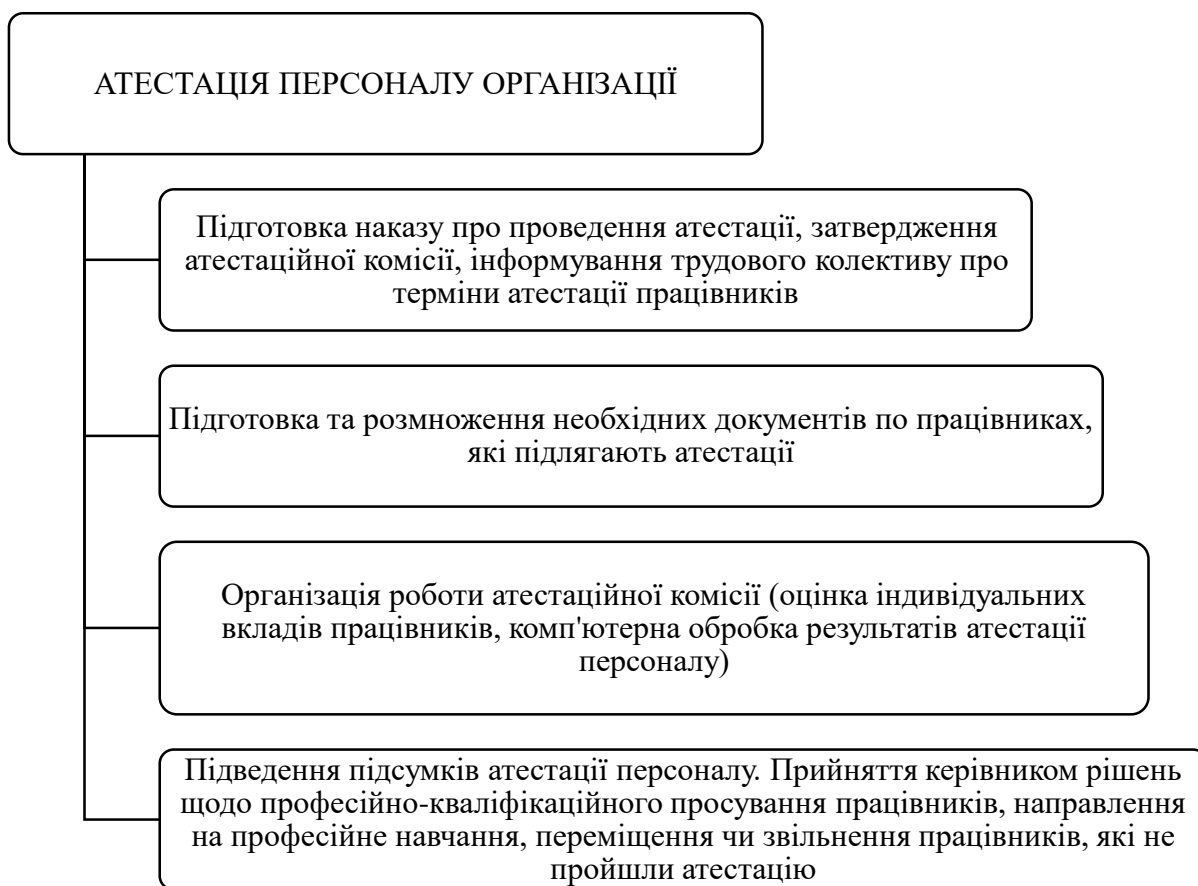 АТЕСТАЦІЯ ПЕРСОНАЛУ ОРГАНІЗАЦІЇ
Підготовка наказу про проведення атестації, затвердження
атестаційної комісії, інформування трудового колективу про
терміни атестації працівників
Підготовка та розмноження необхідних документів по працівниках,
які підлягають атестації
Організація роботи атестаційної комісії (оцінка індивідуальних
вкладів працівників, комп'ютерна обробка результатів атестації
персоналу)
Підведення підсумків атестації персоналу. Прийняття керівником рішень
щодо професійно-кваліфікаційного просування працівників, направлення
на професійне навчання, переміщення чи звільнення працівників, які не
пройшли атестацію